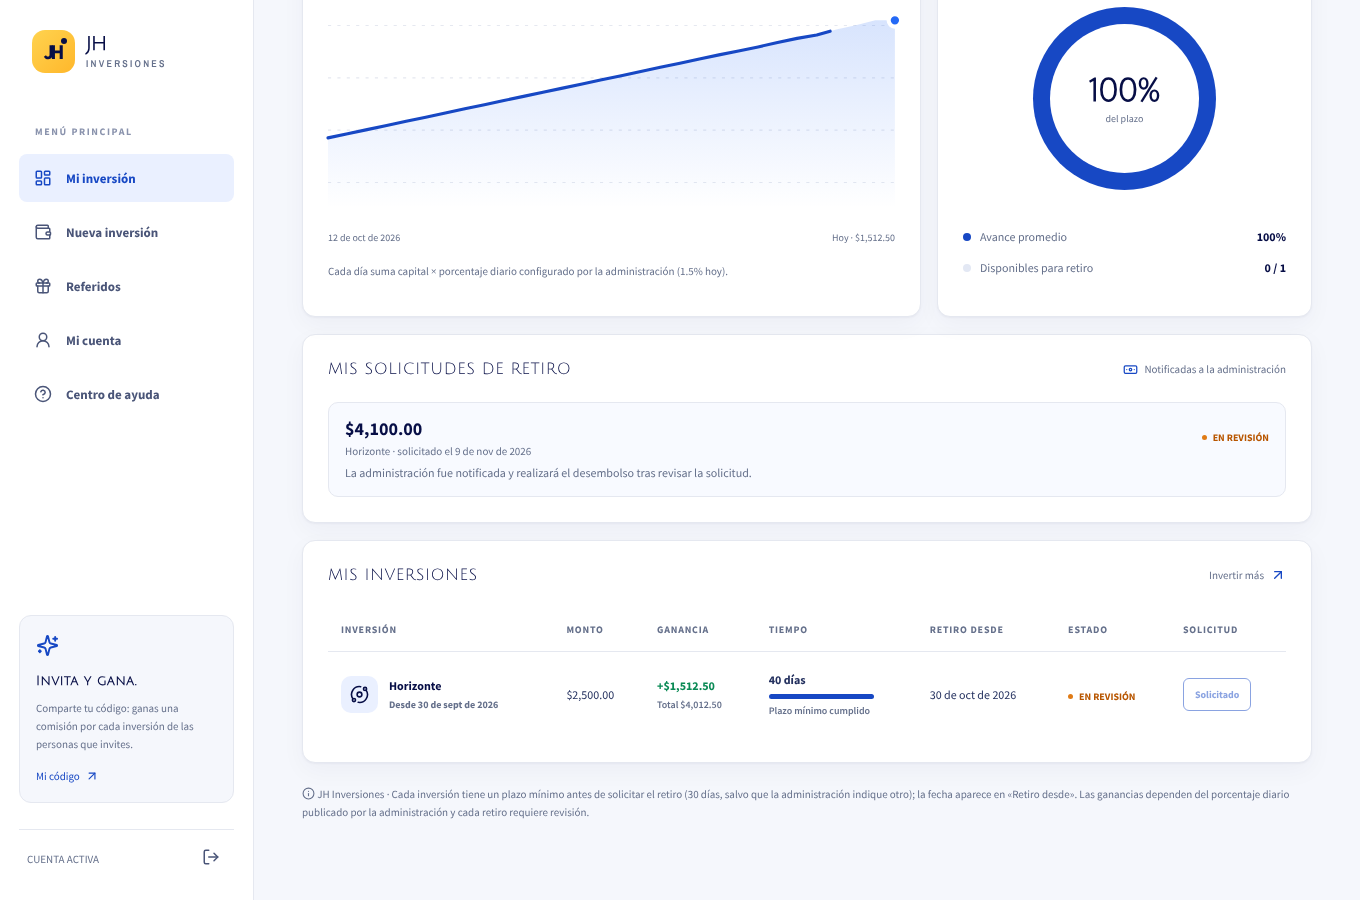 JH
JH
INVERSIONES
MENÚ PRINCIPAL
Mi inversión
Nueva inversión
Referidos
Mi cuenta
Centro de ayuda
INVITA Y GANA.
Comparte tu código: ganas una
comisión por cada inversión de las
personas que invites.
Mi código
CUENTA ACTIVA
12 de oct de 2026
Hoy · $1,512.50
Cada día suma capital × porcentaje diario configurado por la administración (1.5% hoy).
100%
del plazo
Avance promedio 100%
Disponibles para retiro 0 / 1
MIS SOLICITUDES DE RETIRO
Notificadas a la administración
$4,100.00
Horizonte · solicitado el 9 de nov de 2026
La administración fue notificada y realizará el desembolso tras revisar la solicitud.
EN REVISIÓN
MIS INVERSIONES
Invertir más
INVERSIÓN MONTO GANANCIA TIEMPO RETIRO DESDE ESTADO SOLICITUD
Horizonte
Desde 30 de sept de 2026
$2,500.00
+$1,512.50
Total $4,012.50
40 días
Plazo mínimo cumplido
30 de oct de 2026
EN REVISIÓN
Solicitado
JH Inversiones · Cada inversión tiene un plazo mínimo antes de solicitar el retiro (30 días, salvo que la administración indique otro); la fecha aparece en «Retiro desde». Las ganancias dependen del porcentaje diario
publicado por la administración y cada retiro requiere revisión.